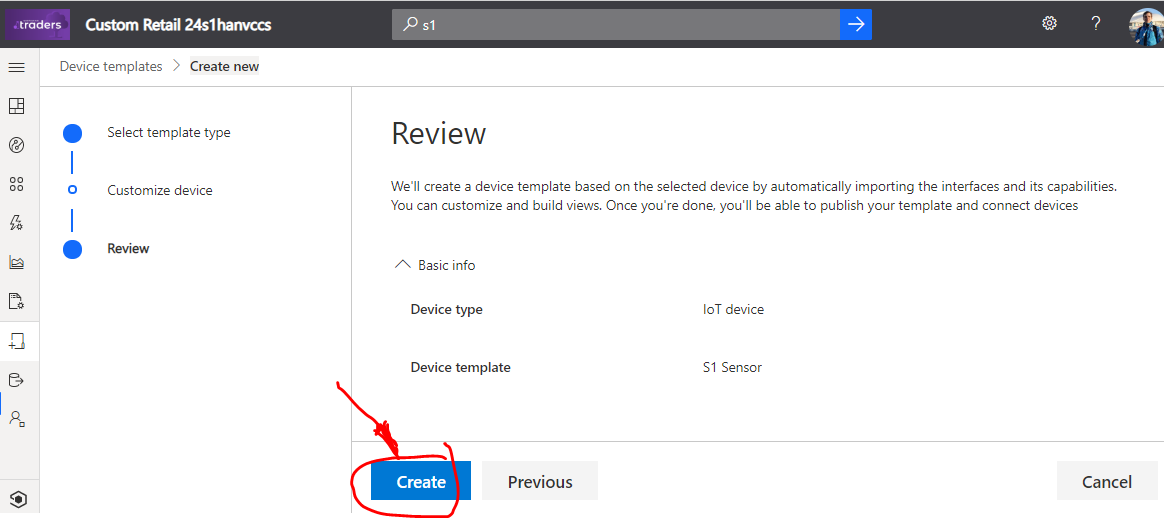 traders
Custom Retail 24s1hanvccs
s1
?
Device templates > Create new
Select template type
Customize device
Review
Review
We'll create a device template based on the selected device by automatically importing the interfaces and its capabilities.
You can customize and build views. Once you're done, you'll be able to publish your template and connect devices
Basic info
Device type IoT device
Device template S1 Sensor
Create Previous Cancel